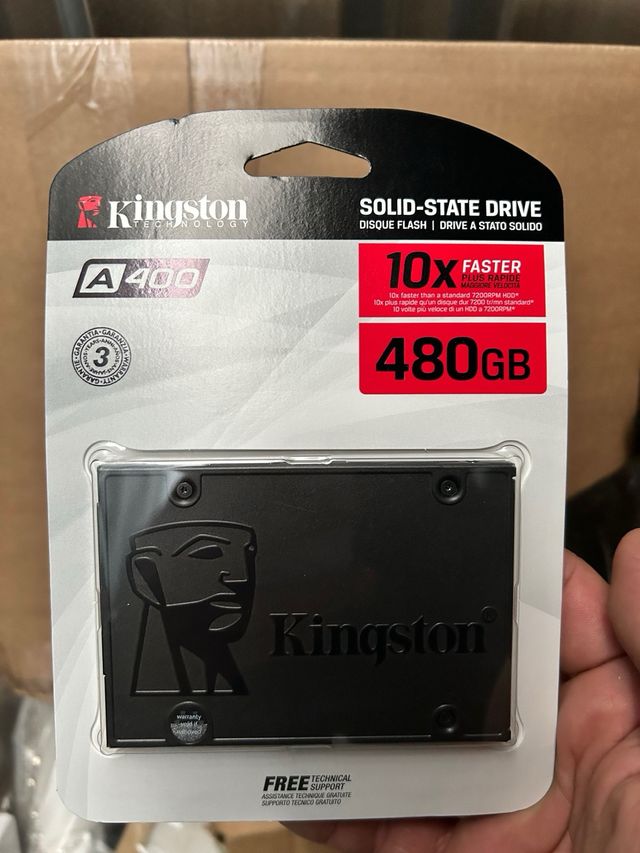 Kingston
TECHNOLOGY
SOLID-STATE DRIVE
DISQUE FLASH | DRIVE A STATO SOLIDO
A400
10x FASTER
PLUS RAPIDE
MAGGIORE VELOCITÀ
10x faster than a standard 7200RPM HDD*
10x plus rapide qu'un disque dur 7200 tr/mn standard*
10 volte più veloce di un HDD a 7200RPM*
3
480GB
Kingston®
warranty
void if
removed
FREE TECHNICAL
SUPPORT
ASSISTANCE TECHNIQUE GRATUITE
SUPPORTO TECNICO GRATUITO